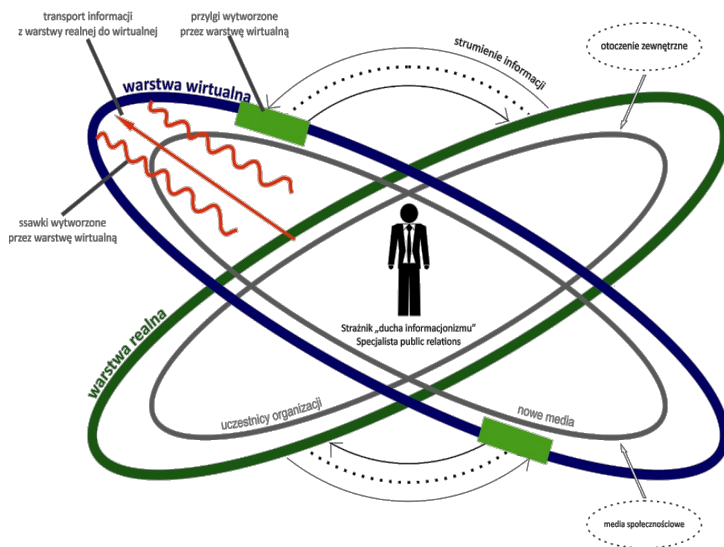 transport informacji
z warstwy realnej do wirtualnej
przylgi wytworzone
przez warstwę wirtualną
strumienie informacji
otoczenie zewnętrzne
warstwa wirtualna
ssawki wytworzone
przez warstwę wirtualną
Strażnik „ducha informacjonizmu“
Specjalista public relations
warstwa realna
uczestnicy organizacji
nowe media
media społecznościowe